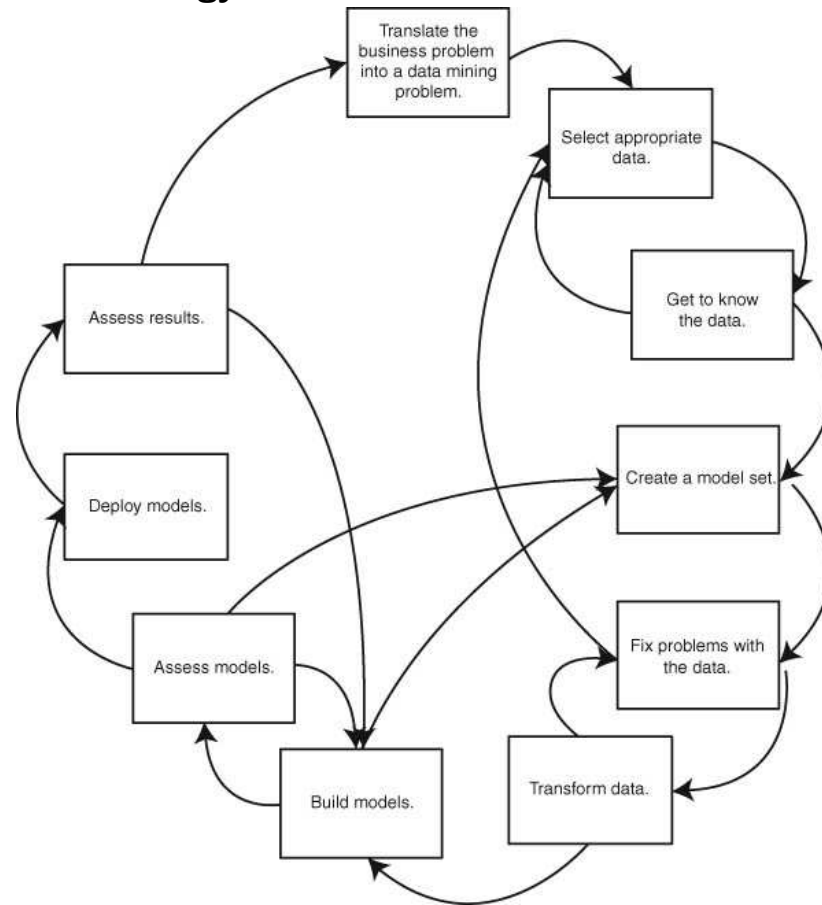 Translate the
business problem
into a data mining
problem.
Select appropriate
data.
Get to know
the data.
Assess results.
Create a model set.
Deploy models.
Fix problems with
the data.
Assess models.
Transform data.
Build models.